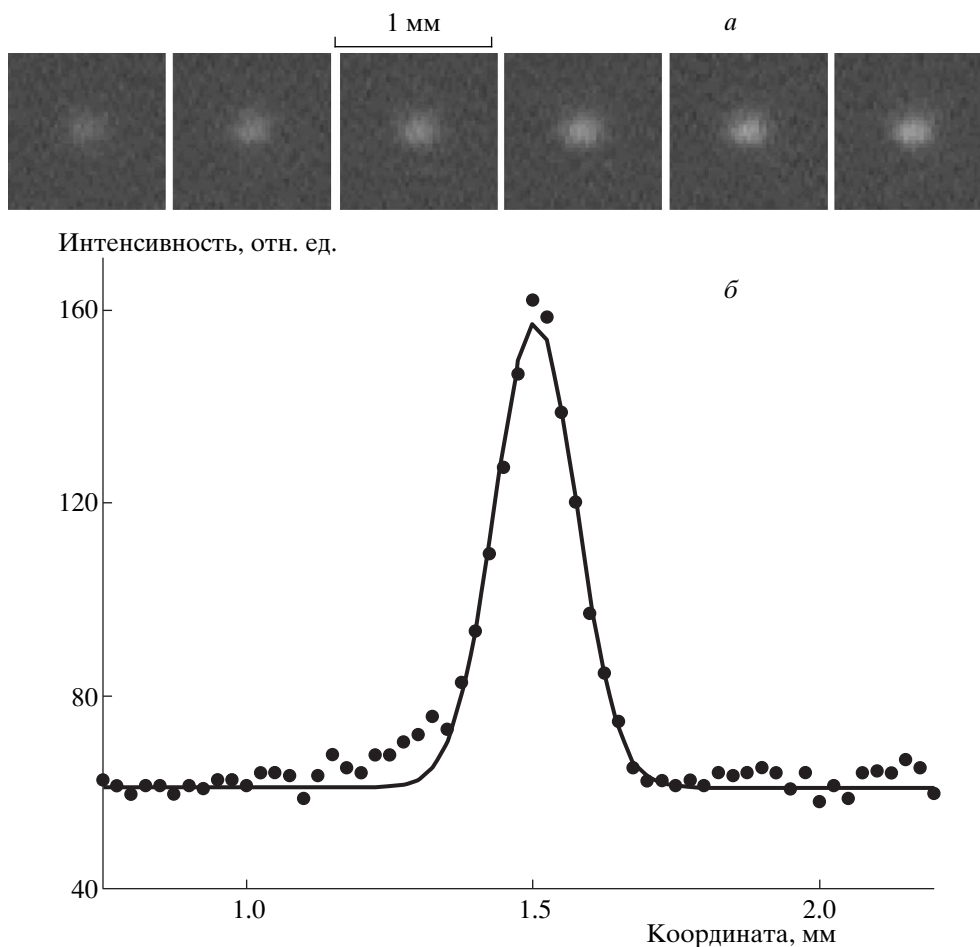 1 мм
а
Интенсивность, отн. ед.
б
160
120
80
40
1.0
1.5
2.0
Координата, мм